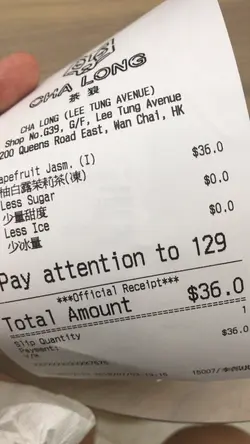 CHA LONG
茶狼
CHA LONG (LEE TUNG AVENUE)
Shop No.G39, G/F, Lee Tung Avenue
200 Queens Road East, Wan Chai, HK
apefruit Jasm. (I) $36.0
柚白露茉莉茶(凍)
Less Sugar $0.0
少量甜度
Less Ice $0.0
少冰量
Pay attention to 129
***Official Receipt***
Total Amount $36.0
Slip Quantity 1
Payment: $36.0